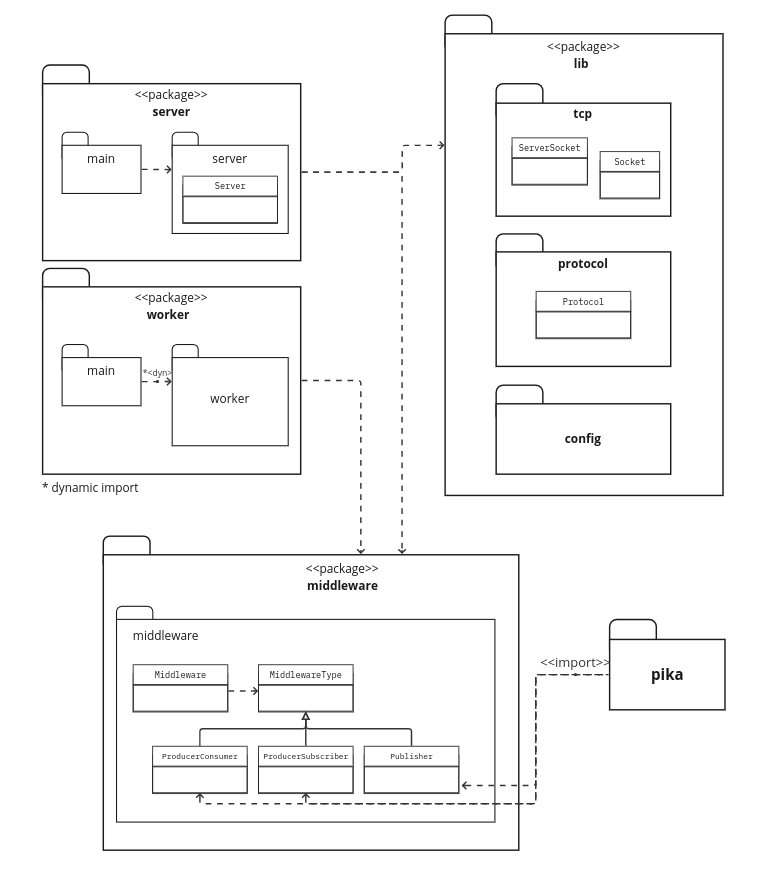 <<package>>
server
main
server
Server
<<package>>
worker
main
*<dyn>
worker
* dynamic import
<<package>>
lib
tcp
ServerSocket
Socket
protocol
Protocol
config
<<package>>
middleware
middleware
Middleware
MiddlewareType
ProducerConsumer
ProducerSubscriber
Publisher
<<import>>
pika